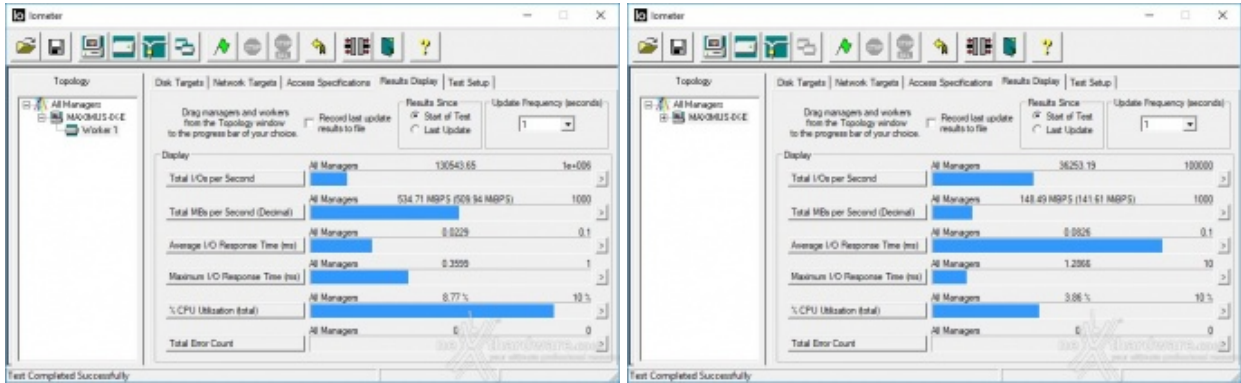 Iometer
Topology
All Managers
MAXIMUS-IX-E
Worker 1
Disk Targets | Network Targets | Access Specifications | Results Display | Test Setup
Drag managers and workers
from the Topology window
to the progress bar of your choice.
Record last update
results to file
Results Since
Start of Test
Last Update
Update Frequency (seconds)
1
Display
All Managers 130543.65 1e+006
Total I/Os per Second
All Managers 534.71 MBPS (509.94 MiBPS) 1000
Total MBs per Second (Decimal)
All Managers 0.0229 0.1
Average I/O Response Time (ms)
All Managers 0.3599 1
Maximum I/O Response Time (ms)
All Managers 8.77 % 10 %
% CPU Utilization (total)
All Managers 0 0
Total Error Count
Test Completed Successfully
Iometer
Topology
All Managers
MAXIMUS-IX-E
Disk Targets | Network Targets | Access Specifications | Results Display | Test Setup
Drag managers and workers
from the Topology window
to the progress bar of your choice.
Record last update
results to file
Results Since
Start of Test
Last Update
Update Frequency (seconds)
1
Display
All Managers 36253.19 100000
Total I/Os per Second
All Managers 148.49 MBPS (141.61 MiBPS) 1000
Total MBs per Second (Decimal)
All Managers 0.0826 0.1
Average I/O Response Time (ms)
All Managers 1.2866 10
Maximum I/O Response Time (ms)
All Managers 3.86 % 10 %
% CPU Utilization (total)
All Managers 0 0
Total Error Count
Test Completed Successfully